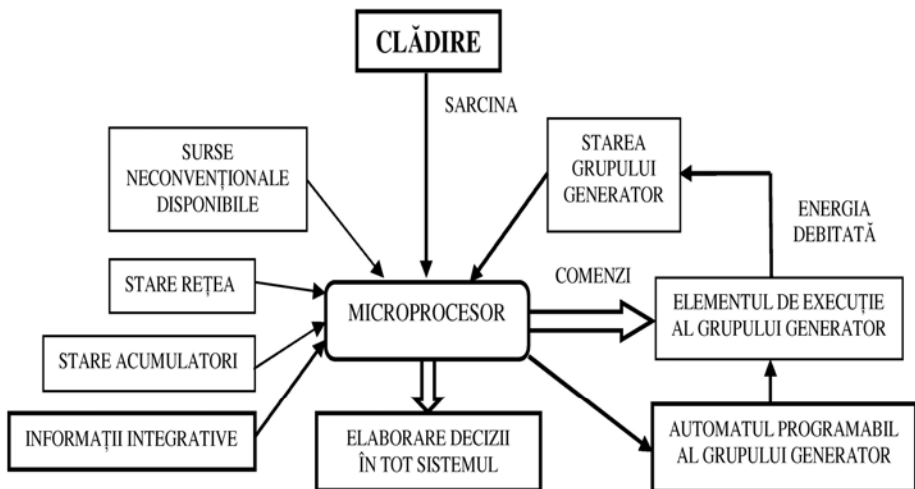 CLĂDIRE
SARCINA
SURSE
NECONVENȚIONALE
DISPONIBILE
STAREA
GRUPULUI
GENERATOR
ENERGIA
DEBITATĂ
STARE REȚEA
COMENZI
MICROPROCESOR
ELEMENTUL DE EXECUȚIE
AL GRUPULUI GENERATOR
STARE ACUMULATORI
INFORMAȚII INTEGRATIVE
ELABORARE DECIZII
ÎN TOT SISTEMUL
AUTOMATUL PROGRAMABIL
AL GRUPULUI GENERATOR